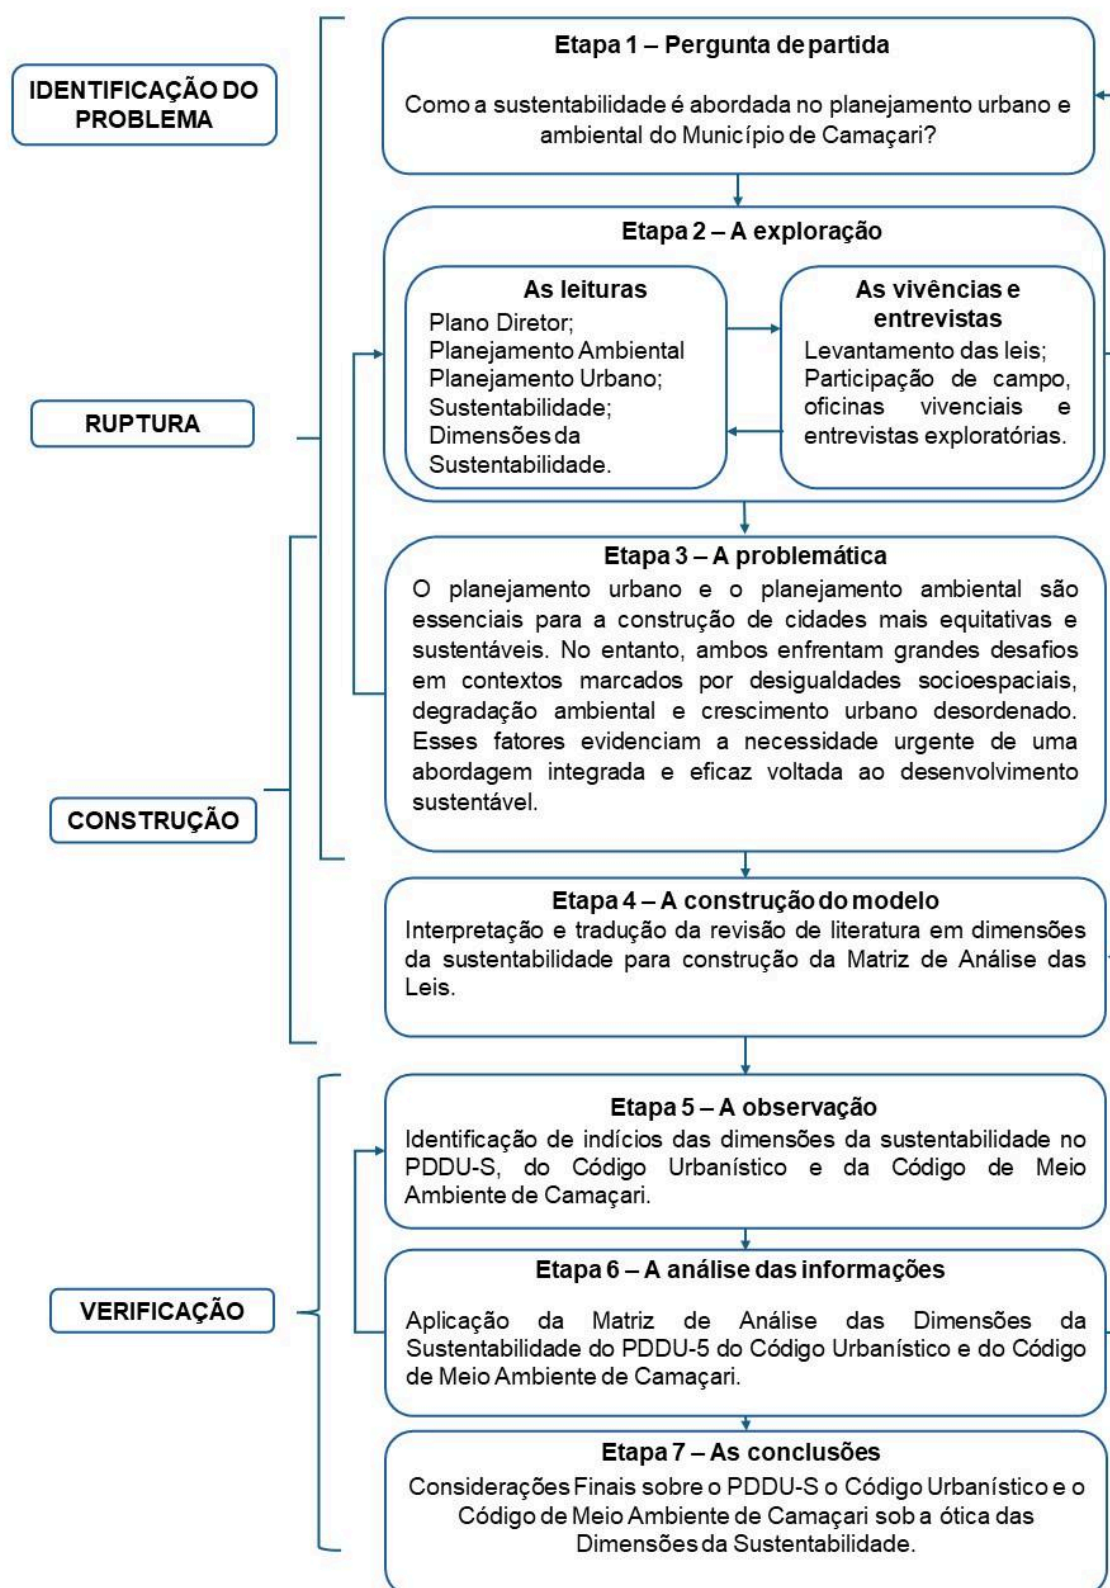 Etapa 1 – Pergunta de partida
IDENTIFICAÇÃO DO
PROBLEMA
Como a sustentabilidade é abordada no planejamento urbano e
ambiental do Município de Camaçari?
Etapa 2 – A exploração
As leituras
Plano Diretor;
Planejamento Ambiental
Planejamento Urbano;
Sustentabilidade;
Dimensões da
Sustentabilidade.
As vivências e
entrevistas
Levantamento das leis;
Participação de campo,
oficinas vivenciais e
entrevistas exploratórias.
RUPTURA
Etapa 3 – A problemática
O planejamento urbano e o planejamento ambiental são
essenciais para a construção de cidades mais equitativas e
sustentáveis. No entanto, ambos enfrentam grandes desafios
em contextos marcados por desigualdades socioespaciais,
degradação ambiental e crescimento urbano desordenado.
Esses fatores evidenciam a necessidade urgente de uma
abordagem integrada e eficaz voltada ao desenvolvimento
sustentável.
CONSTRUÇÃO
Etapa 4 – A construção do modelo
Interpretação e tradução da revisão de literatura em dimensões
da sustentabilidade para construção da Matriz de Análise das
Leis.
Etapa 5 – A observação
Identificação de indícios das dimensões da sustentabilidade no
PDDU-S, do Código Urbanístico e da Código de Meio
Ambiente de Camaçari.
VERIFICAÇÃO
Etapa 6 – A análise das informações
Aplicação da Matriz de Análise das Dimensões da
Sustentabilidade do PDDU-5 do Código Urbanístico e do Código
de Meio Ambiente de Camaçari.
Etapa 7 – As conclusões
Considerações Finais sobre o PDDU-S o Código Urbanístico e o
Código de Meio Ambiente de Camaçari sob a ótica das
Dimensões da Sustentabilidade.